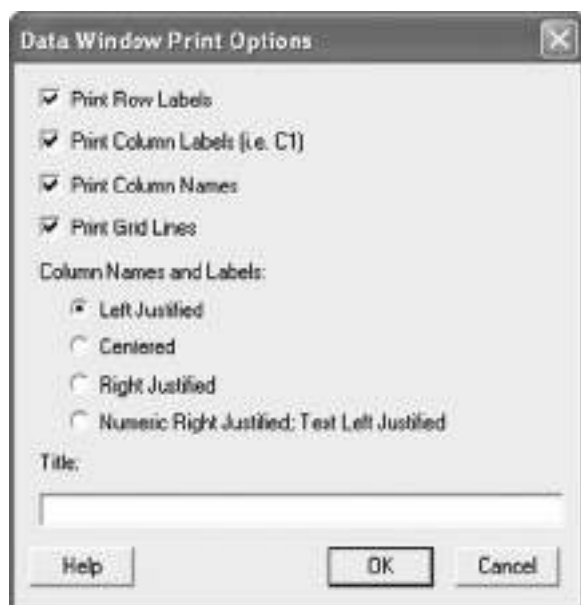 Data Window Print Options
Print Row Labels
Print Column Labels (i.e. C1)
Print Column Names
Print Grid Lines
Column Names and Labels:
Left Justified
Centered
Right Justified
Numeric Right Justified; Text Left Justified
Title:
Help OK Cancel